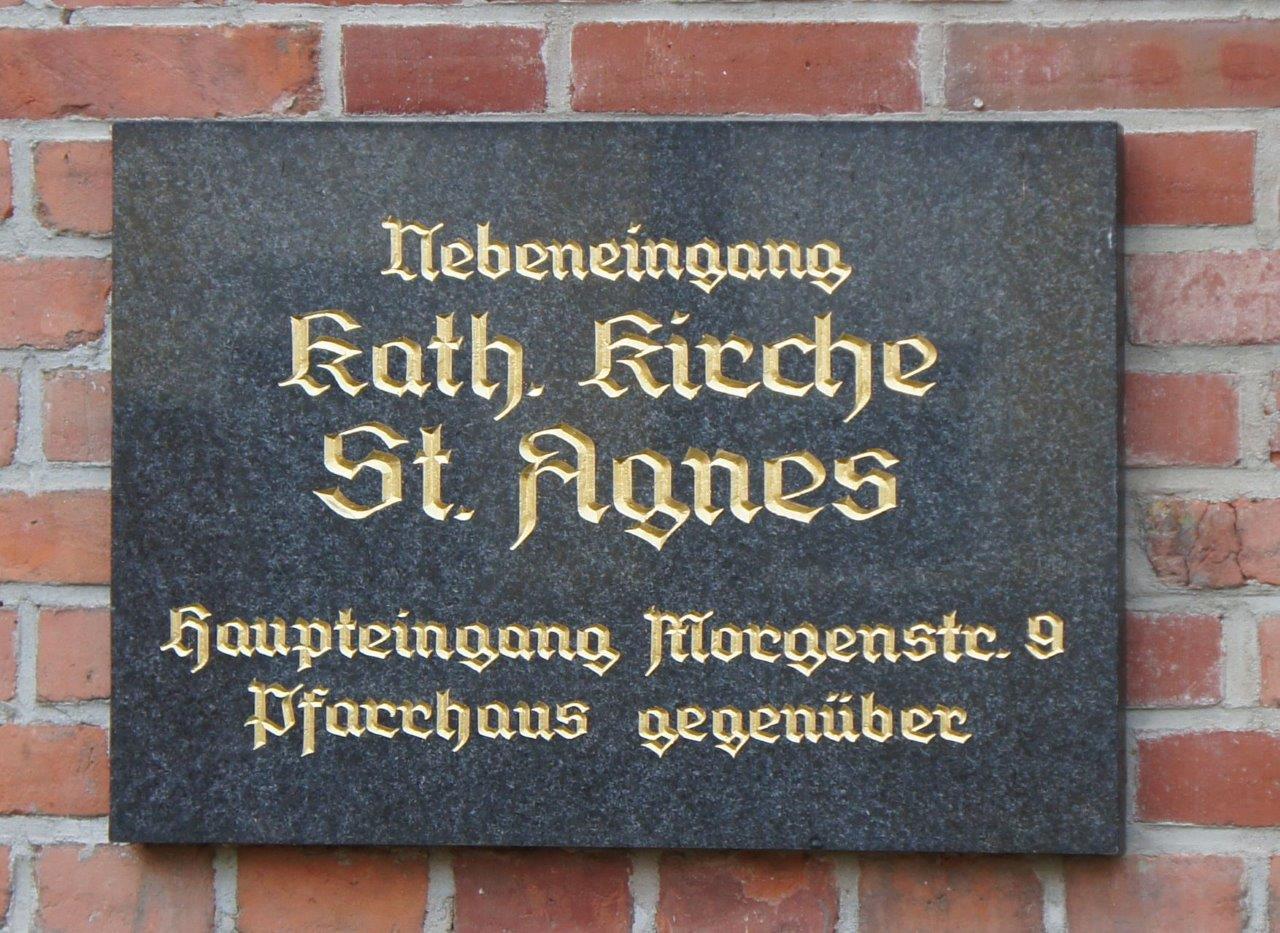 Nebeneingang
Kath. Kirche
St. Agnes
Haupteingang Morgenstr. 9
Pfarrhaus gegenüber